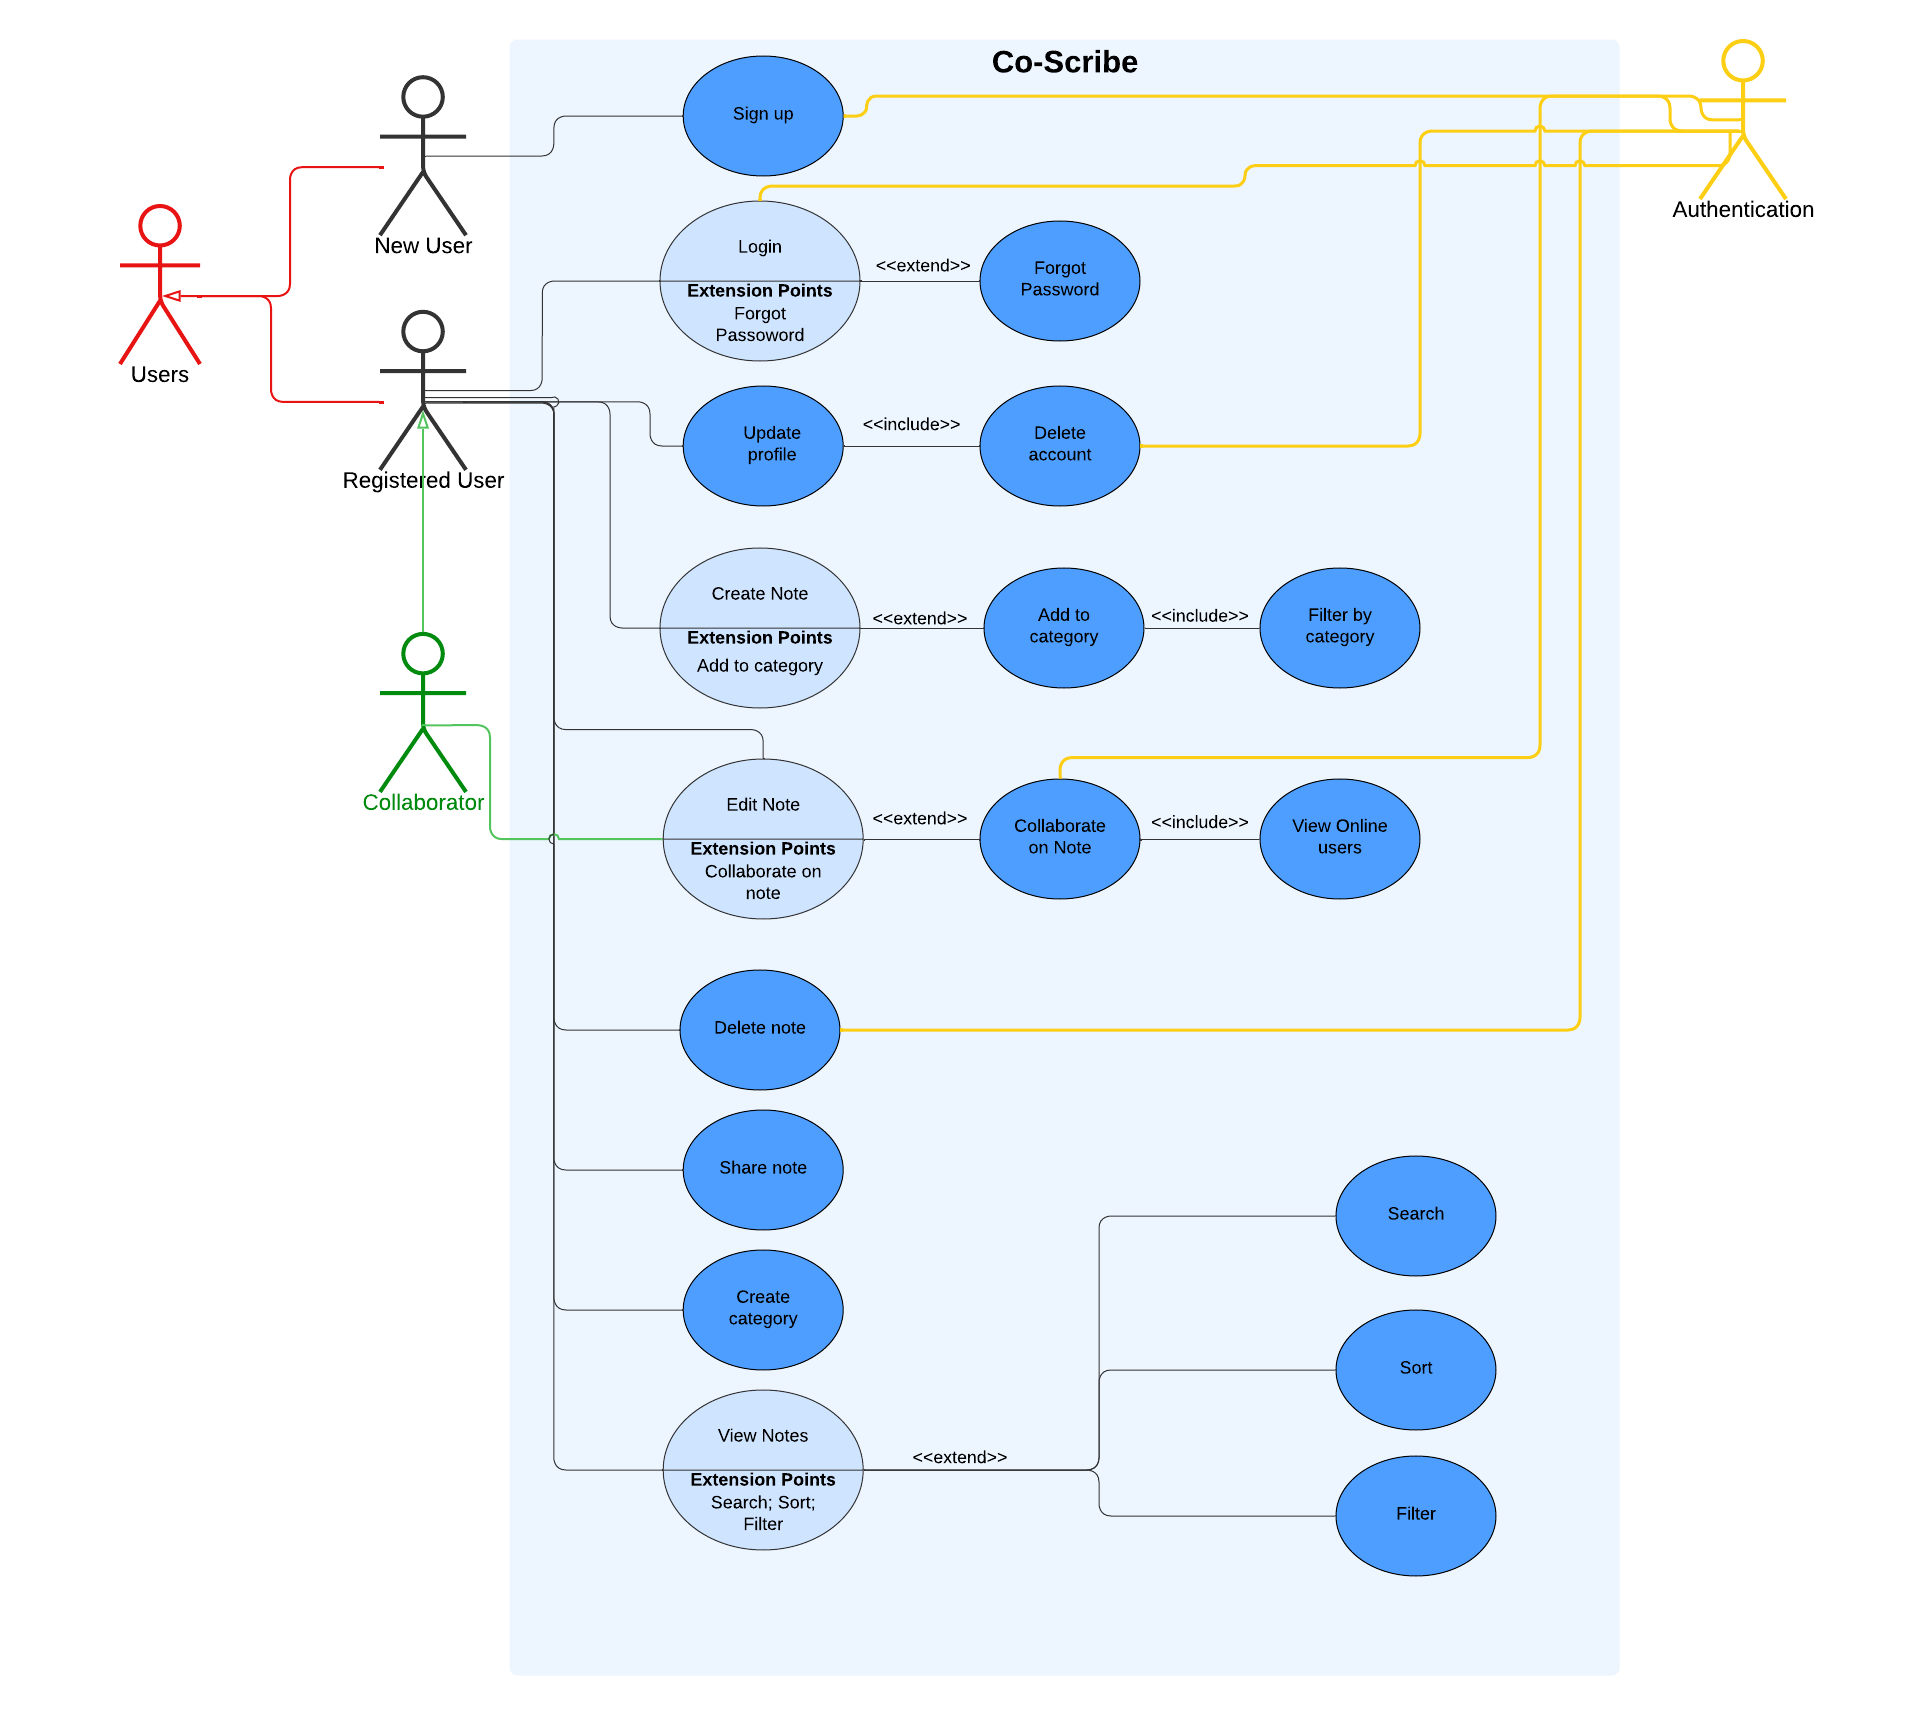 Co-Scribe
Sign up
New User
Authentication
Users
Login
Extension Points
Forgot
Passoword
<<extend>>
Forgot
Password
Registered User
Update
profile
<<include>>
Delete
account
Create Note
Extension Points
Add to category
<<extend>>
Add to
category
<<include>>
Filter by
category
Collaborator
Edit Note
Extension Points
Collaborate on
note
<<extend>>
Collaborate
on Note
<<include>>
View Online
users
Delete note
Share note
Create
category
View Notes
Extension Points
Search; Sort;
Filter
<<extend>>
Search
Sort
Filter